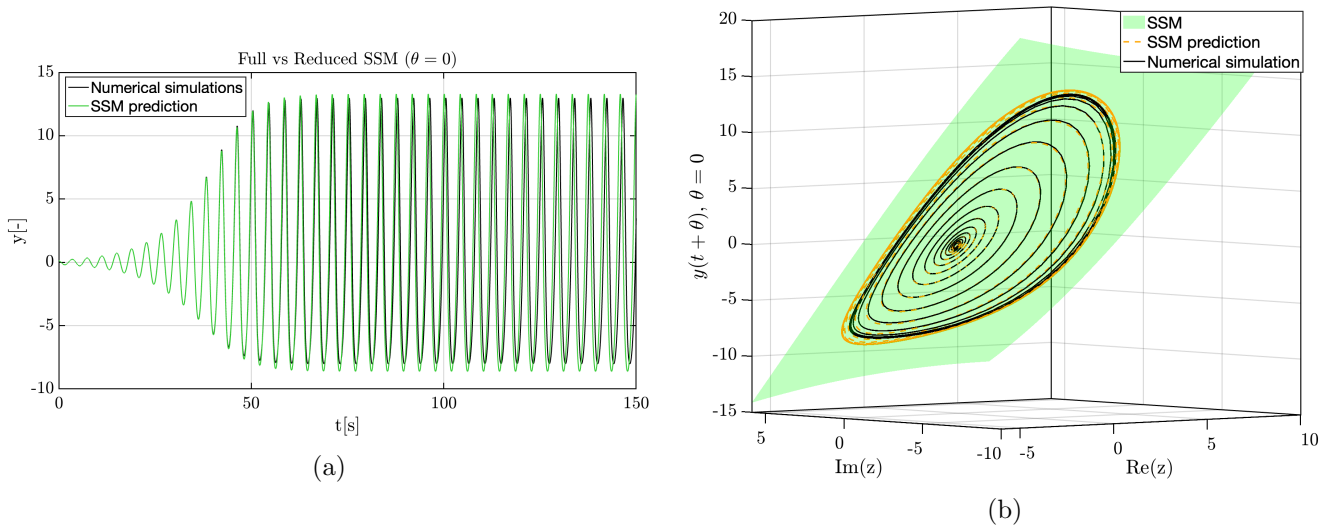 Full vs Reduced SSM (θ = 0)
Numerical simulations
SSM prediction
15
10
5
0
-5
-10
y[-]
0
50
100
150
t[s]
(a)
SSM
SSM prediction
Numerical simulation
20
15
10
5
0
-5
-10
-15
y(t + θ), θ = 0
5
0
-5
-10
Im(z)
-5
0
5
10
Re(z)
(b)